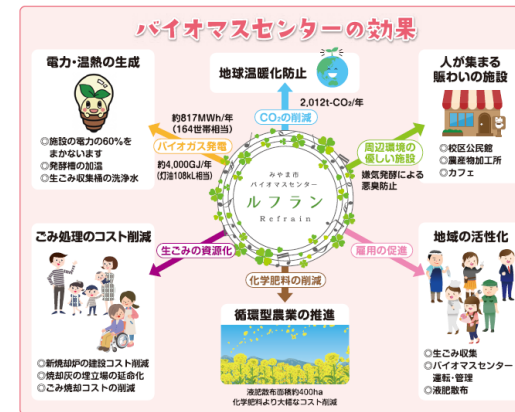 バイオマスセンターの効果
電力・温熱の生成
◎施設の電力の60%を
まかないます
◎発酵槽の加温
◎生ごみ収集桶の洗浄水
地球温暖化防止
2,012t-CO₂/年
CO₂の削減
人が集まる
賑わいの施設
◎校区公民館
◎農産物加工所
◎カフェ
約817MWh/年
(164世帯相当)
バイオガス発電
約4,000GJ/年
(灯油108kL相当)
周辺環境の
優しい施設
嫌気発酵による
悪臭防止
みやま市
バイオマスセンター
ルフラン
Refrain
ごみ処理のコスト削減
◎新焼却炉の建設コスト削減
◎焼却灰の埋立場の延命化
◎ごみ焼却コストの削減
生ごみの資源化
化学肥料の削減
雇用の促進
循環型農業の推進
液肥散布面積約400ha
化学肥料より大幅なコスト削減
地域の活性化
◎生ごみ収集
◎バイオマスセンター
運転・管理
◎液肥散布